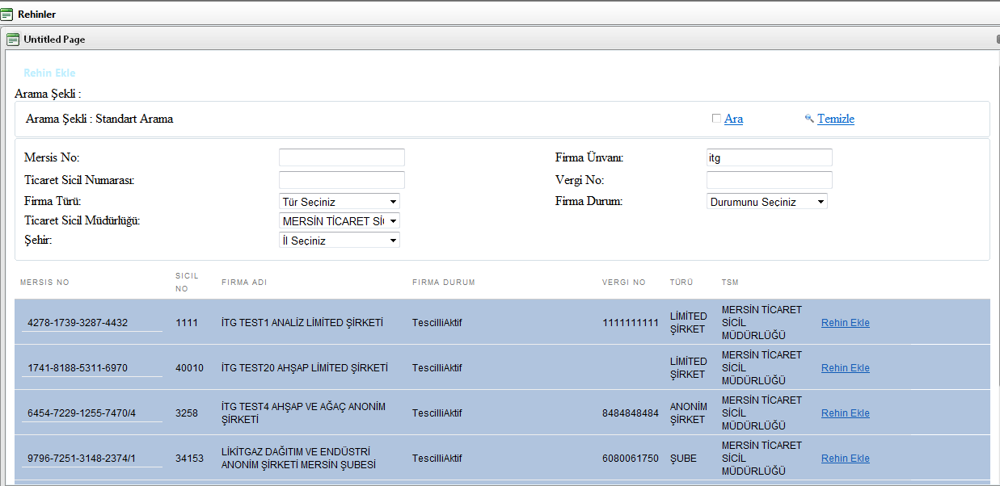 Rehinler
Untitled Page
Rehin Ekle
Arama Şekli :
Arama Şekli : Standart Arama Ara Temizle
Mersis No: Firma Ünvanı: itg
Ticaret Sicil Numarası: Vergi No:
Firma Türü: Tür Seçiniz Firma Durum: Durumunu Seçiniz
Ticaret Sicil Müdürlüğü: MERSİN TİCARET Sİ
Şehir: İl Seçiniz
MERSIS NO SICIL NO FIRMA ADI FIRMA DURUM VERGI NO TÜRÜ TSM
4278-1739-3287-4432 1111 İTG TEST1 ANALİZ LİMİTED ŞİRKETİ TescilliAktif 1111111111 LİMİTED ŞİRKET MERSİN TİCARET SİCİL MÜDÜRLÜĞÜ Rehin Ekle
1741-8188-5311-6970 40010 İTG TEST20 AHŞAP LİMİTED ŞİRKETİ TescilliAktif LİMİTED ŞİRKET MERSİN TİCARET SİCİL MÜDÜRLÜĞÜ Rehin Ekle
6454-7229-1255-7470/4 3258 İTG TEST4 AHŞAP VE AĞAÇ ANONİM ŞİRKETİ TescilliAktif 8484848484 ANONİM ŞİRKET MERSİN TİCARET SİCİL MÜDÜRLÜĞÜ Rehin Ekle
9796-7251-3148-2374/1 34153 LİKİTGAZ DAĞITIM VE ENDÜSTRİ ANONİM ŞİRKETİ MERSİN ŞUBESİ TescilliAktif 6080061750 ŞUBE MERSİN TİCARET SİCİL MÜDÜRLÜĞÜ Rehin Ekle